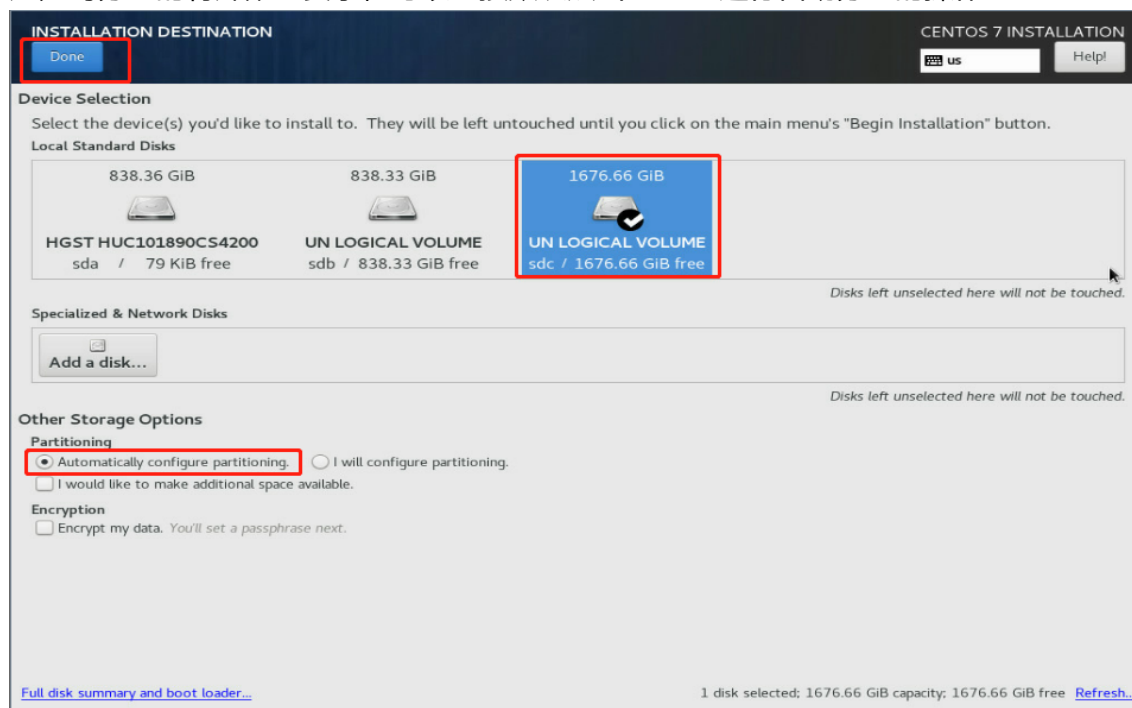 INSTALLATION DESTINATION
CENTOS 7 INSTALLATION
Done
us
Help!
Device Selection
Select the device(s) you'd like to install to. They will be left untouched until you click on the main menu's "Begin Installation" button.
Local Standard Disks
838.36 GiB
838.33 GiB
1676.66 GiB
HGST HUC101890CS4200
UN LOGICAL VOLUME
UN LOGICAL VOLUME
sda / 79 KiB free
sdb / 838.33 GiB free
sdc / 1676.66 GiB free
Disks left unselected here will not be touched.
Specialized & Network Disks
Add a disk...
Disks left unselected here will not be touched.
Other Storage Options
Partitioning
Automatically configure partitioning.
I will configure partitioning.
I would like to make additional space available.
Encryption
Encrypt my data. You'll set a passphrase next.
Full disk summary and boot loader...
1 disk selected; 1676.66 GiB capacity; 1676.66 GiB free Refresh..